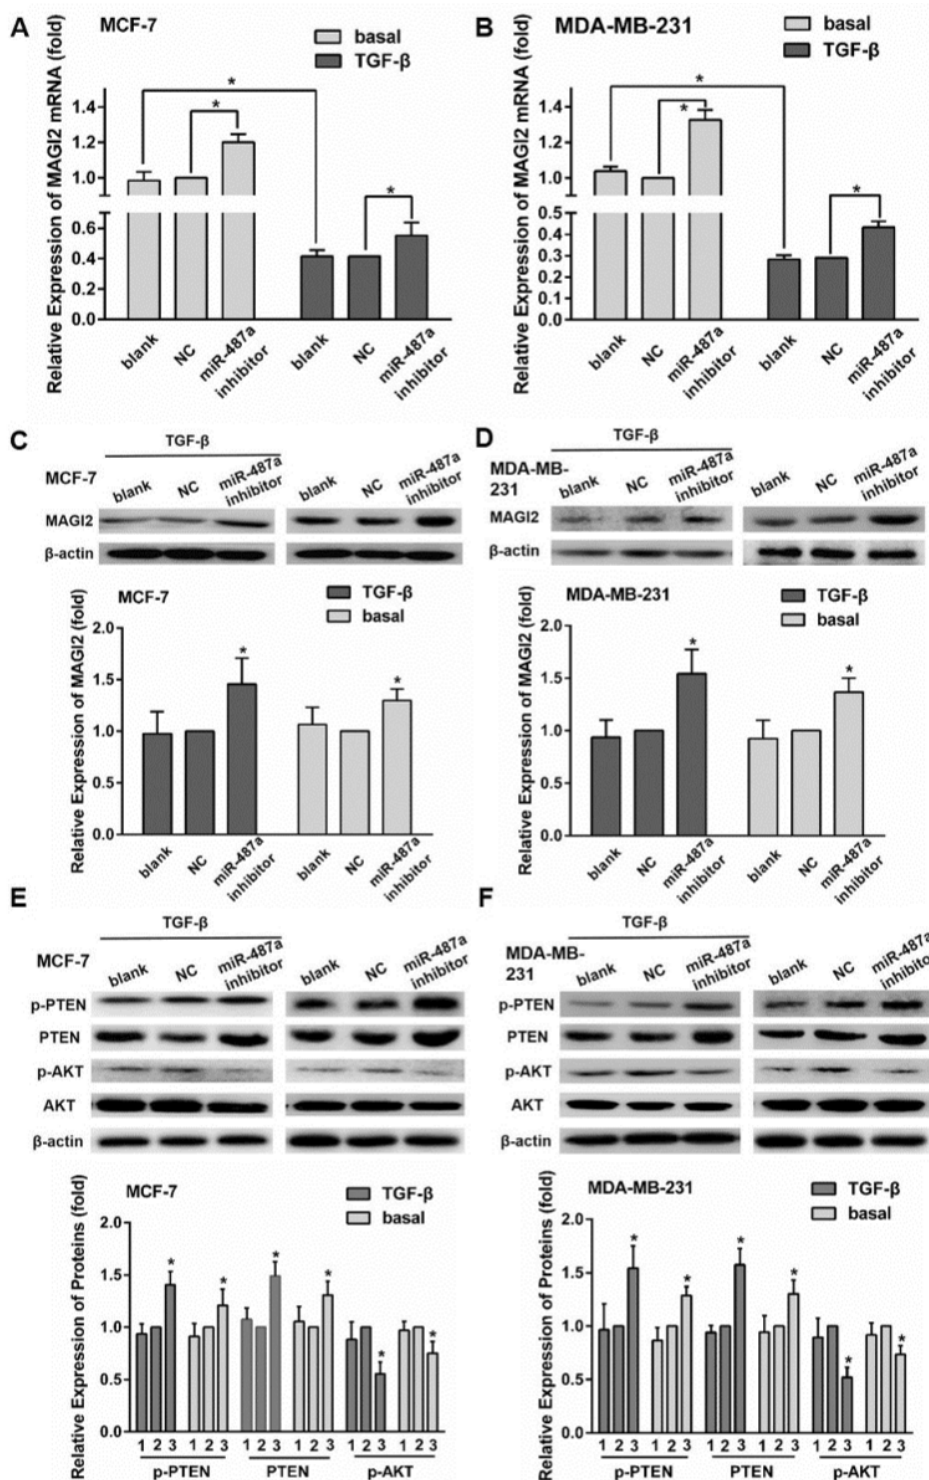 A
MCF-7
basal
TGF-β
Relative Expression of MAGI2 mRNA (fold)
1.4
1.2
1.0
0.6
0.4
0.2
0.0
*
*
*
blank
NC
miR-487a
inhibitor
blank
NC
miR-487a
inhibitor
B
MDA-MB-231
basal
TGF-β
Relative Expression of MAGI2 mRNA (fold)
1.4
1.2
1.0
0.5
0.4
0.3
0.2
0.1
0.0
*
*
*
blank
NC
miR-487a
inhibitor
blank
NC
miR-487a
inhibitor
C
TGF-β
MCF-7
blank
NC
miR-487a
inhibitor
blank
NC
miR-487a
inhibitor
MAGI2
β-actin
MCF-7
TGF-β
basal
Relative Expression of MAGI2 (fold)
2.0
1.5
1.0
0.5
0.0
*
*
blank
NC
miR-487a
inhibitor
blank
NC
miR-487a
inhibitor
D
TGF-β
MDA-MB-
231
blank
NC
miR-487a
inhibitor
blank
NC
miR-487a
inhibitor
MAGI2
β-actin
MDA-MB-231
TGF-β
basal
Relative Expression of MAGI2 (fold)
2.0
1.5
1.0
0.5
0.0
*
*
blank
NC
miR-487a
inhibitor
blank
NC
miR-487a
inhibitor
E
TGF-β
MCF-7
blank
NC
miR-487a
inhibitor
blank
NC
miR-487a
inhibitor
p-PTEN
PTEN
p-AKT
AKT
β-actin
MCF-7
TGF-β
basal
Relative Expression of Proteins (fold)
2.0
1.5
1.0
0.5
0.0
* * * * * *
1 2 3 1 2 3 1 2 3 1 2 3 1 2 3 1 2 3
p-PTEN PTEN p-AKT
F
TGF-β
MDA-MB-
231
blank
NC
miR-487a
inhibitor
blank
NC
miR-487a
inhibitor
p-PTEN
PTEN
p-AKT
AKT
β-actin
MDA-MB-231
TGF-β
basal
Relative Expression of Proteins (fold)
2.0
1.5
1.0
0.5
0.0
* * * * * *
1 2 3 1 2 3 1 2 3 1 2 3 1 2 3 1 2 3
p-PTEN PTEN p-AKT